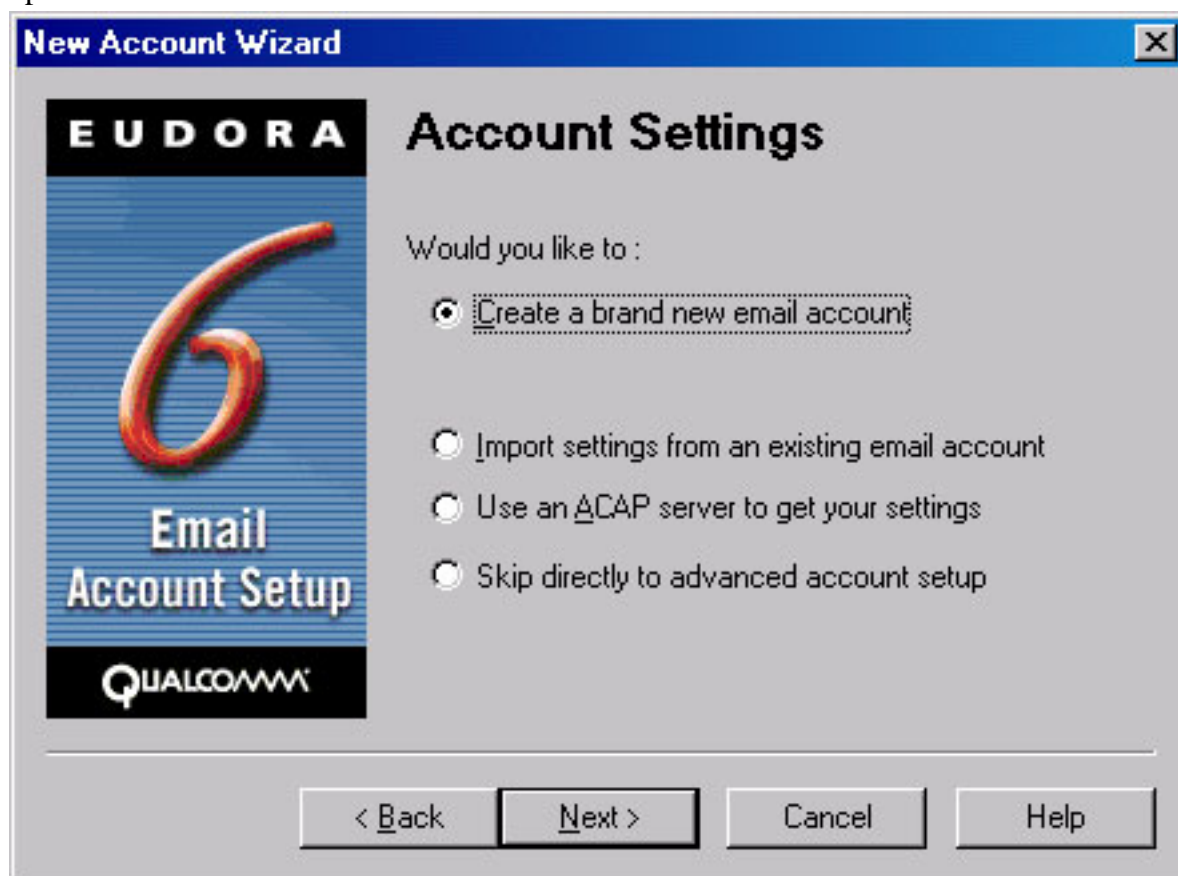 New Account Wizard
EUDORA
6
Email
Account Setup
QUALCOMM
Account Settings
Would you like to :
Create a brand new email account
Import settings from an existing email account
Use an ACAP server to get your settings
Skip directly to advanced account setup
< Back
Next >
Cancel
Help